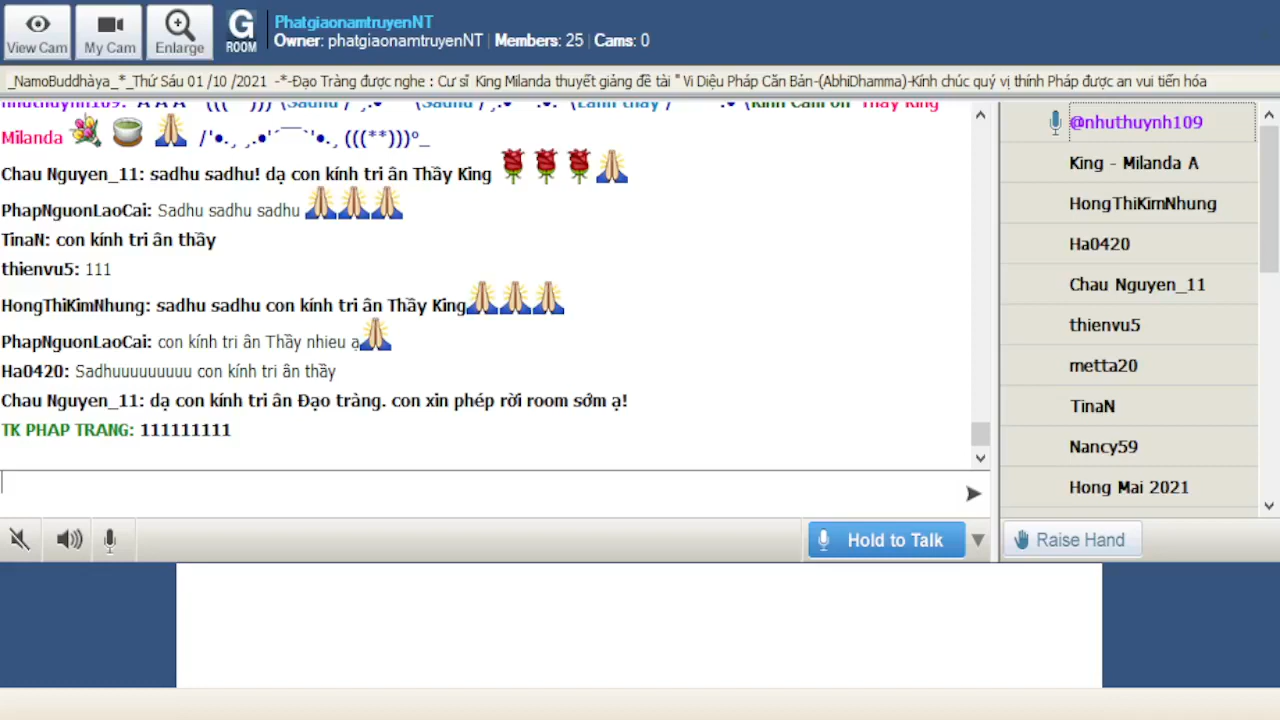 PhatgiaonamtruyenNT
Owner: phatgiaonamtruyenNT | Members: 25 | Cams: 0
View Cam
My Cam
Enlarge
G ROOM
_NamoBuddhàya_*_Thứ Sáu 01 /10 /2021 -*-Đạo Tràng được nghe : Cư sĩ King Milanda thuyết giảng đề tài " Vi Diệu Pháp Căn Bản-(AbhiDhamma)-Kính chúc quý vị thính Pháp được an vui tiến hóa
Milanda
Chau Nguyen_11: sadhu sadhu! dạ con kính tri ân Thầy King
PhapNguonLaoCai: Sadhu sadhu sadhu
TinaN: con kính tri ân thầy
thienvu5: 111
HongThiKimNhung: sadhu sadhu con kính tri ân Thầy King
PhapNguonLaoCai: con kính tri ân Thầy nhieu ạ
Ha0420: Sadhuuuuuuuuu con kính tri ân thầy
Chau Nguyen_11: dạ con kính tri ân Đạo tràng. con xin phép rời room sớm ạ!
TK PHAP TRANG: 111111111
@nhuthuynh109
King - Milanda A
HongThiKimNhung
Ha0420
Chau Nguyen_11
thienvu5
metta20
TinaN
Nancy59
Hong Mai 2021
Hold to Talk
Raise Hand